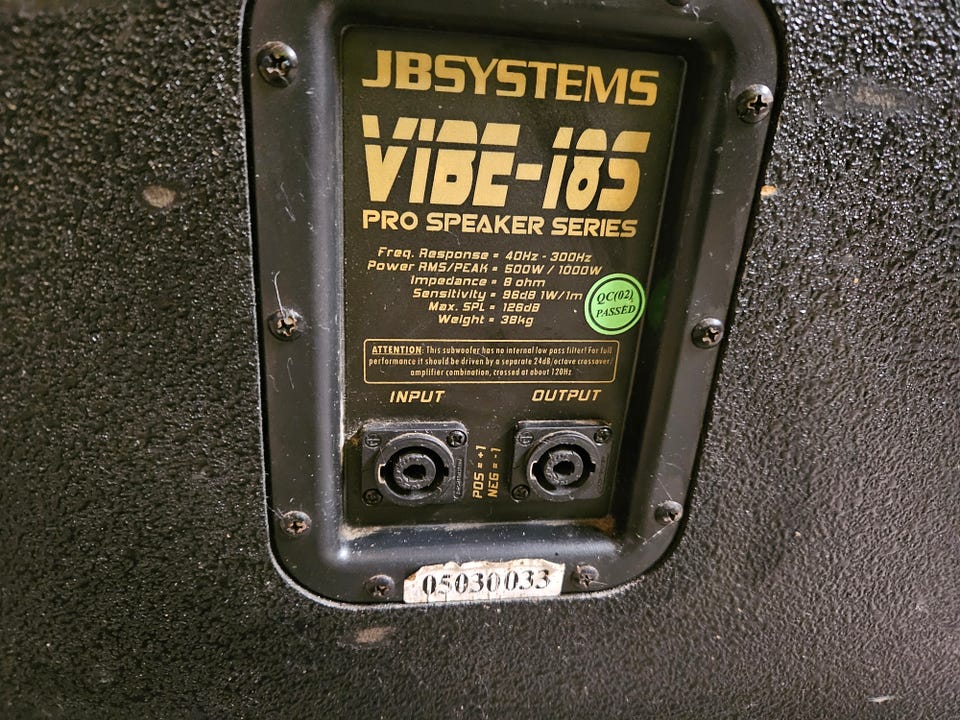 JBSYSTEMS
ViBE-18S
PRO SPEAKER SERIES
Freq. Response = 40Hz - 300Hz
Power RMS/PEAK = 500W / 1000W
Impedance = 8 ohm
Sensitivity = 96dB 1W/1m
Max. SPL = 126dB
Weight = 38kg
QC(02)
PASSED
ATTENTION: This subwoofer has no internal low pass filter! For full
performance it should be driven by a separate 24dB/octave crossover/
amplifier combination, crossed at about 120Hz
INPUT
OUTPUT
POS = +1
NEG = -1
05030033